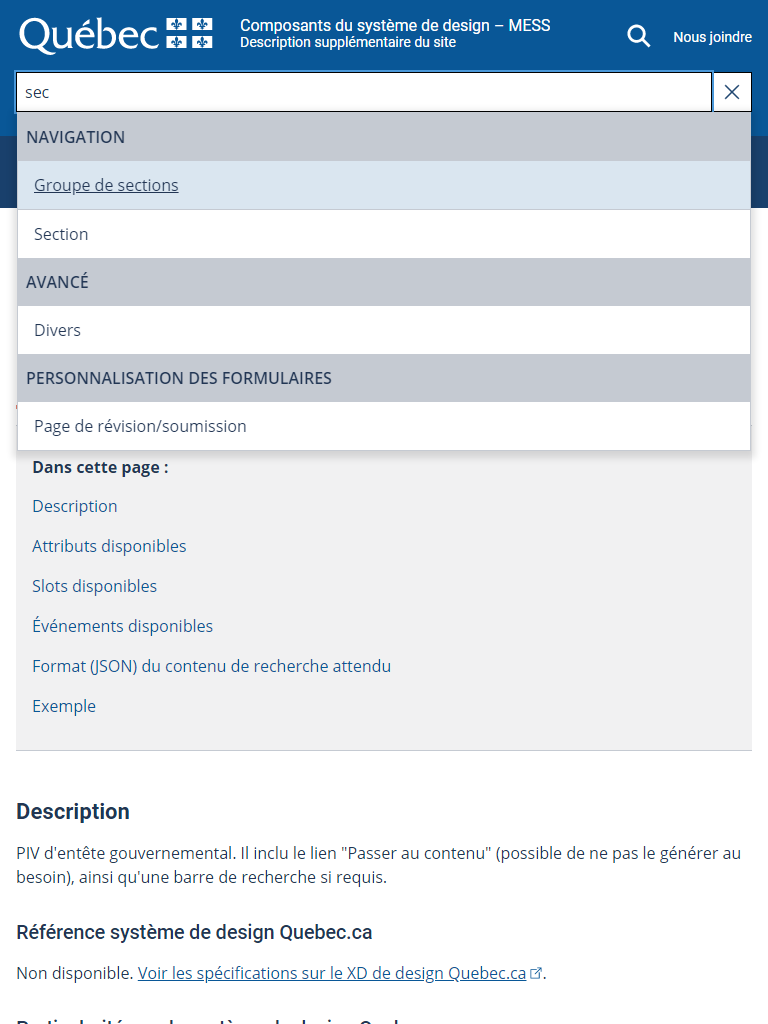 Québec
Composants du système de design – MESS
Description supplémentaire du site
Nous joindre
sec
NAVIGATION
Groupe de sections
Section
AVANCÉ
Divers
PERSONNALISATION DES FORMULAIRES
Page de révision/soumission
Dans cette page :
Description
Attributs disponibles
Slots disponibles
Événements disponibles
Format (JSON) du contenu de recherche attendu
Exemple
Description
PIV d'entête gouvernemental. Il inclu le lien "Passer au contenu" (possible de ne pas le générer au
besoin), ainsi qu'une barre de recherche si requis.
Référence système de design Quebec.ca
Non disponible. Voir les spécifications sur le XD de design Quebec.ca.